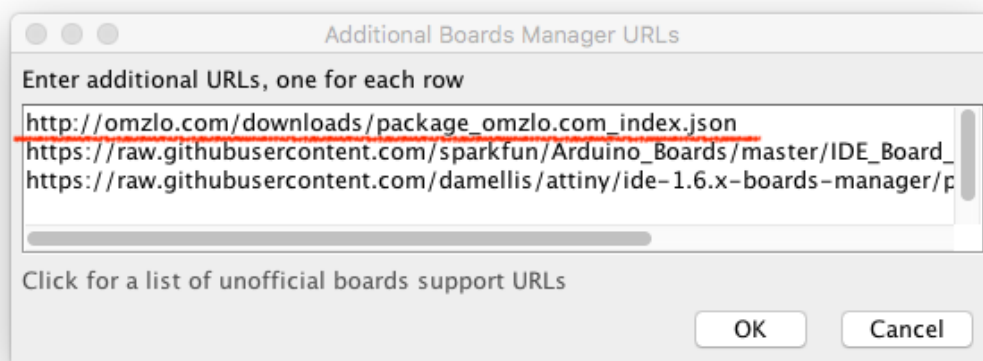 Additional Boards Manager URLs
Enter additional URLs, one for each row
http://omzlo.com/downloads/package_omzlo.com_index.json
https://raw.githubusercontent.com/sparkfun/Arduino_Boards/master/IDE_Board_
https://raw.githubusercontent.com/damellis/attiny/ide-1.6.x-boards-manager/p
Click for a list of unofficial boards support URLs
OK Cancel